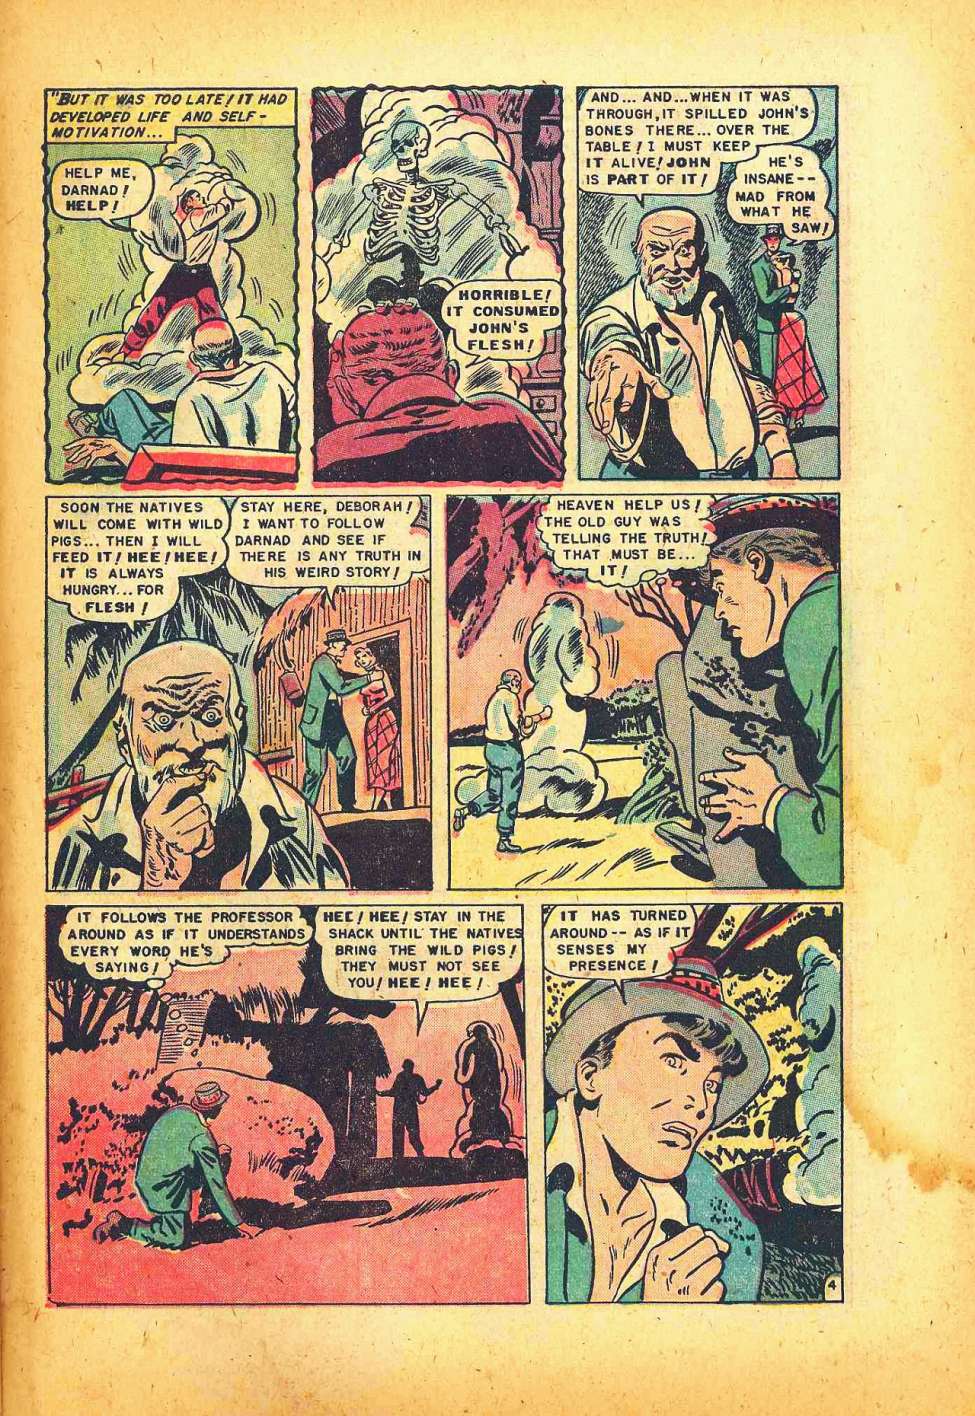 "BUT IT WAS TOO LATE! IT HAD
DEVELOPED LIFE AND SELF-
MOTIVATION...
HELP ME,
DARNAD!
HELP!
HORRIBLE!
IT CONSUMED
JOHN'S
FLESH!
AND... AND...WHEN IT WAS
THROUGH, IT SPILLED JOHN'S
BONES THERE... OVER THE
TABLE! I MUST KEEP
IT ALIVE! JOHN
IS PART OF IT!
HE'S
INSANE--
MAD FROM
WHAT HE
SAW!
SOON THE NATIVES
WILL COME WITH WILD
PIGS... THEN I WILL
FEED IT! HEE! HEE!
IT IS ALWAYS
HUNGRY... FOR
FLESH!
STAY HERE, DEBORAH!
I WANT TO FOLLOW
DARNAD AND SEE IF
THERE IS ANY TRUTH IN
HIS WEIRD STORY!
HEAVEN HELP US!
THE OLD GUY WAS
TELLING THE TRUTH!
THAT MUST BE...
IT!
IT FOLLOWS THE PROFESSOR
AROUND AS IF IT UNDERSTANDS
EVERY WORD HE'S
SAYING!
HEE! HEE! STAY IN THE
SHACK UNTIL THE NATIVES
BRING THE WILD PIGS!
THEY MUST NOT SEE
YOU! HEE! HEE!
IT HAS TURNED
AROUND-- AS IF IT
SENSES MY
PRESENCE!
4